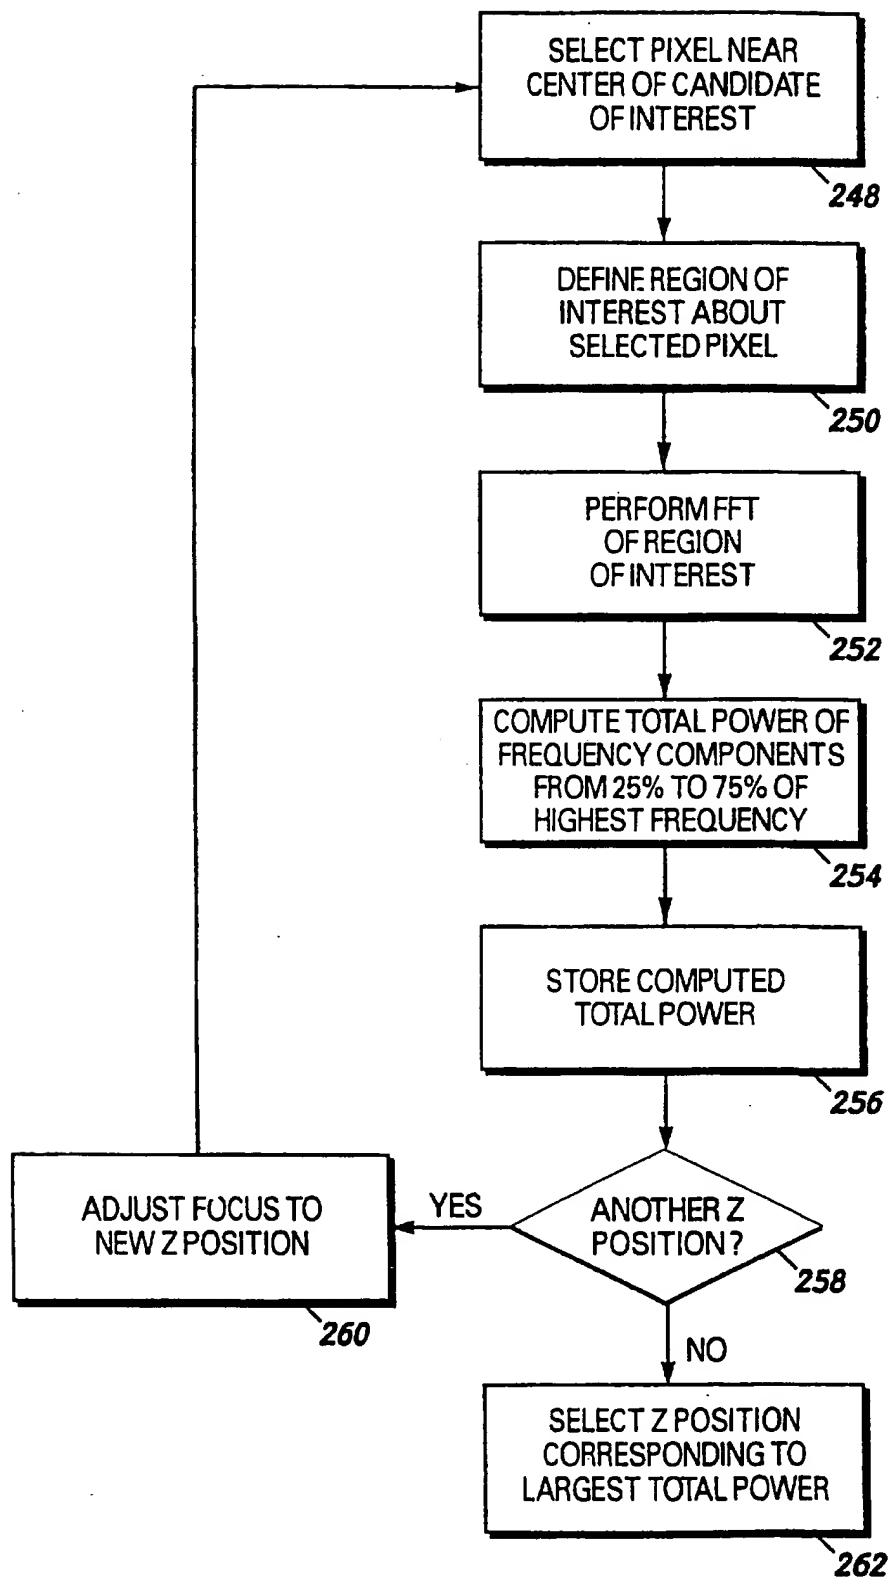 SELECT PIXEL NEAR
CENTER OF CANDIDATE
OF INTEREST
248
DEFINE REGION OF
INTEREST ABOUT
SELECTED PIXEL
250
PERFORM FFT
OF REGION
OF INTEREST
252
COMPUTE TOTAL POWER OF
FREQUENCY COMPONENTS
FROM 25% TO 75% OF
HIGHEST FREQUENCY
254
STORE COMPUTED
TOTAL POWER
256
ANOTHER Z
POSITION?
258
YES
ADJUST FOCUS TO
NEW Z POSITION
260
NO
SELECT Z POSITION
CORRESPONDING TO
LARGEST TOTAL POWER
262